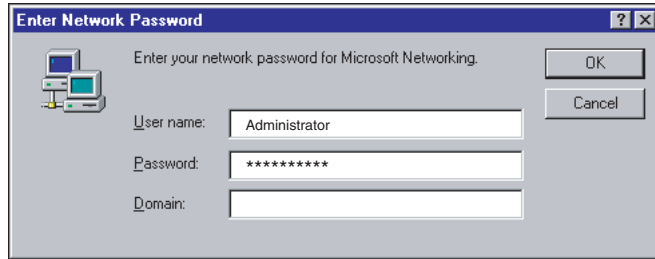 Enter Network Password
?
Enter your network password for Microsoft Networking.
OK
Cancel
User name: Administrator
Password: **********
Domain: